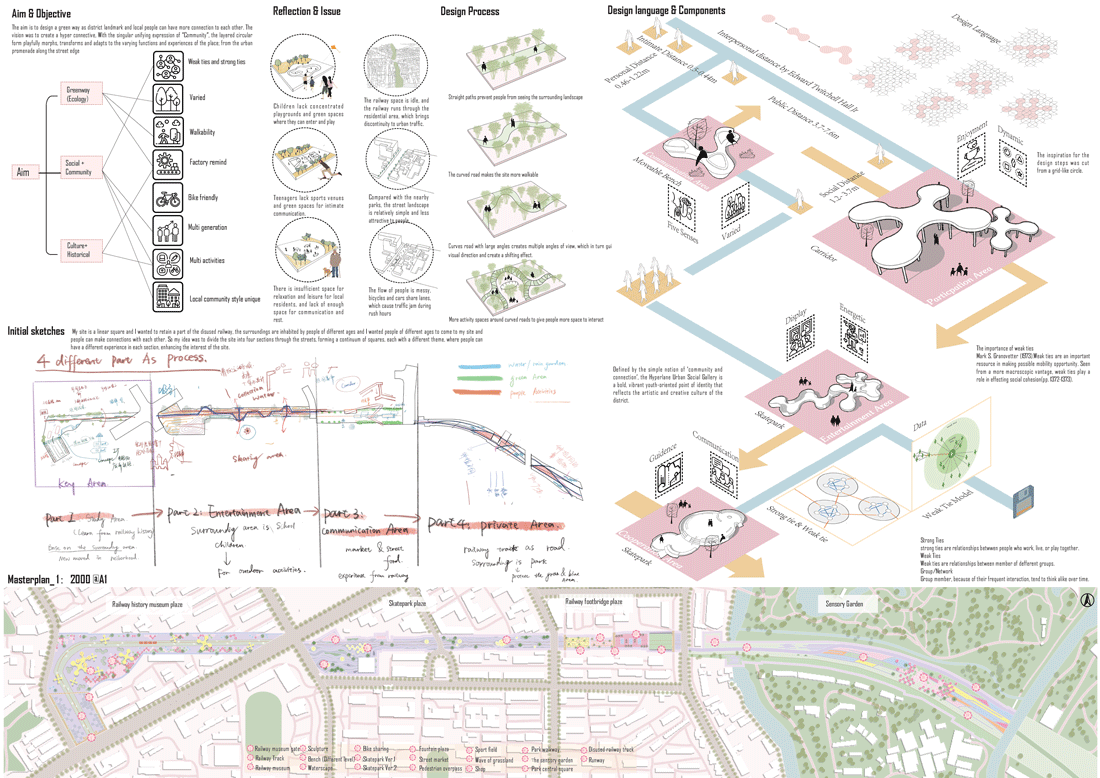 Aim & Objective
The aim is to design a green way as district landmark and local people can have more connection to each other. The
vision was to create a hyper connective. With the singular unifying expression of "Community", the layered circular
form playfully morphs, transforms and adapts to the varying functions and experiences of the place; from the urban
promenade along the street edge
Aim
Greenway
(Ecology)
Social +
Community
Culture+
Historical
Weak ties and strong ties
Varied
Walkability
Factory remind
Bike friendly
Multi generation
Multi activities
Local community style unique
Reflection & Issue
Children lack concentrated
playgrounds and green spaces
where they can enter and play
The railway space is idle, and
the railway runs through the
residential area, which brings
discontinuity to urban traffic.
Teenagers lack sports venues
and green spaces for intimate
communication.
Compared with the nearby
parks, the street landscape
is relatively simple and less
attractive to people.
There is insufficient space for
relaxation and leisure for local
residents, and lack of enough
space for communication and
rest.
The flow of people is messy,
bicycles and cars share lanes,
which cause traffic jam during
rush hours
Design Process
Straight paths prevent people from seeing the surrounding landscape
The curved road makes the site more walkable
Curves road with large angles creates multiple angles of view, which in turn gui
visual direction and create a shifting effect.
More activity spaces around curved roads to give people more space to interact
Design language & Components
Personal Distance
0.46-1.22m
Intimate Distance 0.3-0.44m
Interpersonal distance by Edward Twitchell Hall Jr
Public Distance 3.7-7.6m
Social Distance
1.2-3.7m
Design Language
Moveable Bench
Five Senses
Varied
Enjoyment
Dynamic
The inspiration for the
design steps was cut
from a grid-like circle.
Corridor
Participation Area
Display
Energetic
Skatepark
Entertainment Area
The importance of weak ties
Mark S. Granovetter (1973):Weak ties are an important
resource in making possible mobility opportunity. Seen
from a more macroscopic vantage, weak ties play a
role in effecting social cohesion(pp. 1372-1373).
Defined by the simple notion of 'community and
connection', the Hyperlane Urban Social Gallery is
a bold, vibrant youth-oriented point of identity that
reflects the artistic and creative culture of the
district.
Guidence
Communication
Skatepark
Data
Strong tie & Weak tie
Weak Tie Model
Strong Ties
strong ties are relationships between people who work, live, or play together.
Weak Ties
Weak ties are relationships between member of defferent groups.
Group/Network
Group member, because of their frequent interaction, tend to think alike over time.
Initial sketches
My site is a linear square and I wanted to retain a part of the disused railway, the surroundings are inhabited by people of different ages and I wanted people of different ages to come to my site and
people can make connections with each other. So my idea was to divide the site into four sections through the streets, forming a continuum of squares, each with a different theme, where people can
have a different experience in each section, enhancing the interest of the site.
4 different part As process.
water / rain garden
green Area
people Activities
Sharing area.
Key Area.
Part 1 Study Area
(Learn from railway History)
Part 2: Entertainment Area
Surroundy area is School
children
For outdoor activities.
part 3:
communication Area
market & street
food.
experience from railway
part 4: private Area.
railway track as road.
Surrounding is park
Masterplan_1: 2000 @A1
Railway history museum plaze
Skatepark plaze
Railway footbridge plaze
Sensory Garden
Railway museum gate
Railway Track
Railway museum
Sculptory
Bench (Different level)
Waterscape
Bike sharing
Skatepark Ver.1
Skatepark Ver.2
Fountain plaza
Street market
Pedestrian overpass
Sport field
Wave of grassland
Shop
Park walkway
the sensory garden
Park central square
Disused railway track
Runway